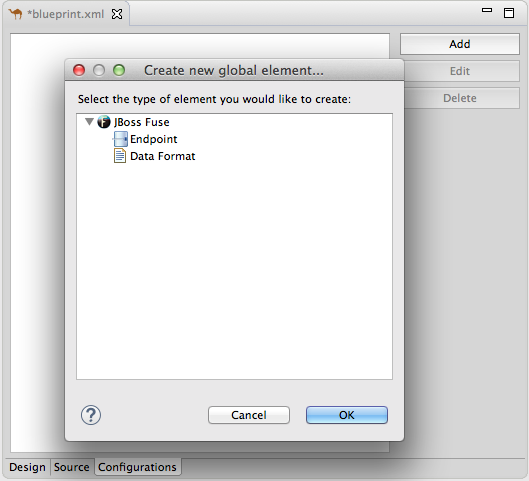 *blueprint.xml
Add
Edit
Delete
Create new global element...
Select the type of element you would like to create:
JBoss Fuse
Endpoint
Data Format
?
Cancel
OK
Design
Source
Configurations